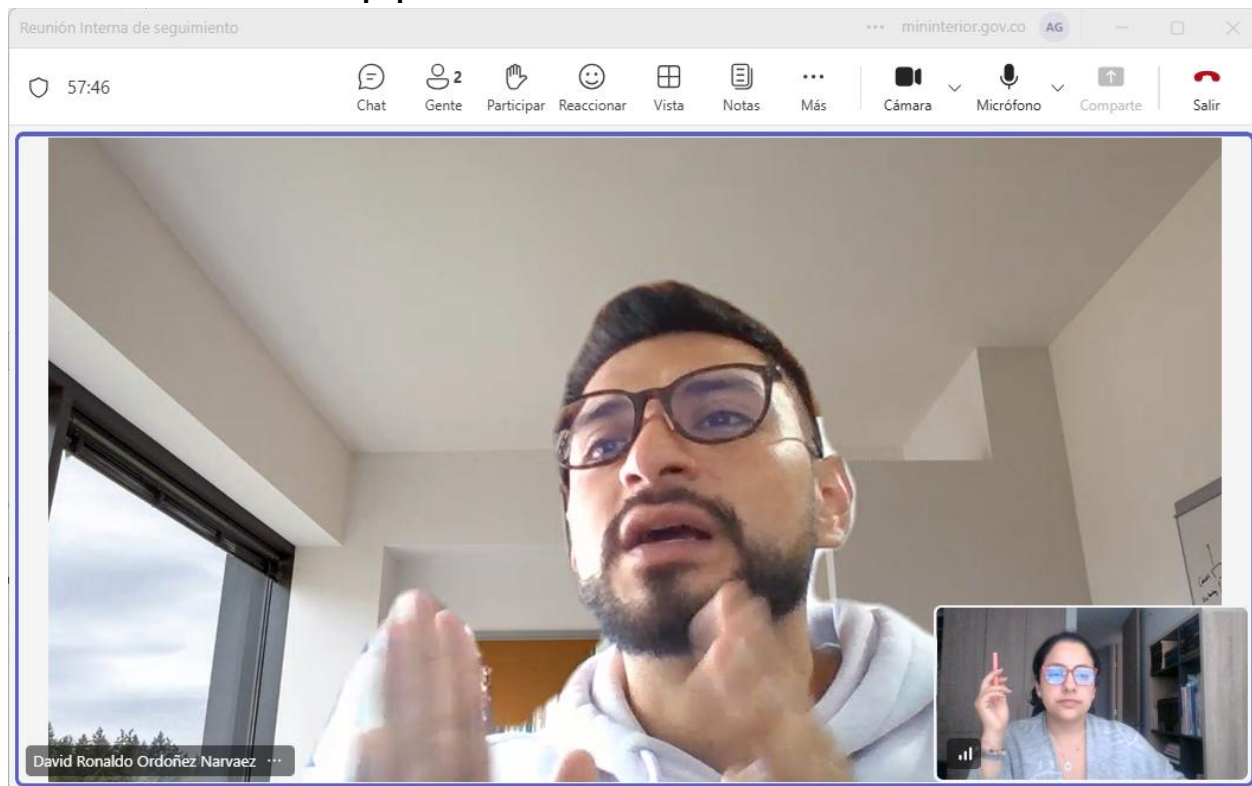 Reunión Interna de seguimiento
••• mininterior.gov.co AG
57:46
2
Chat Gente Participar Reaccionar Vista Notas Más Cámara Micrófono Comparte Salir
David Ronaldo Ordoñez Narvaez •••